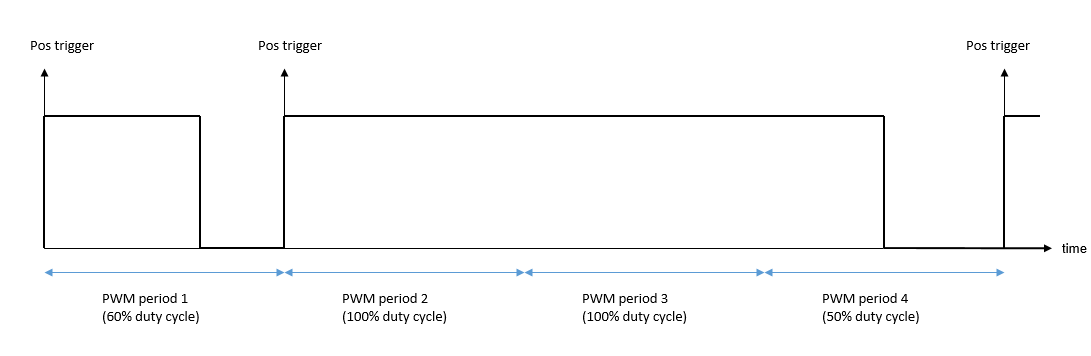 Pos trigger
Pos trigger
Pos trigger
time
PWM period 1
(60% duty cycle)
PWM period 2
(100% duty cycle)
PWM period 3
(100% duty cycle)
PWM period 4
(50% duty cycle)